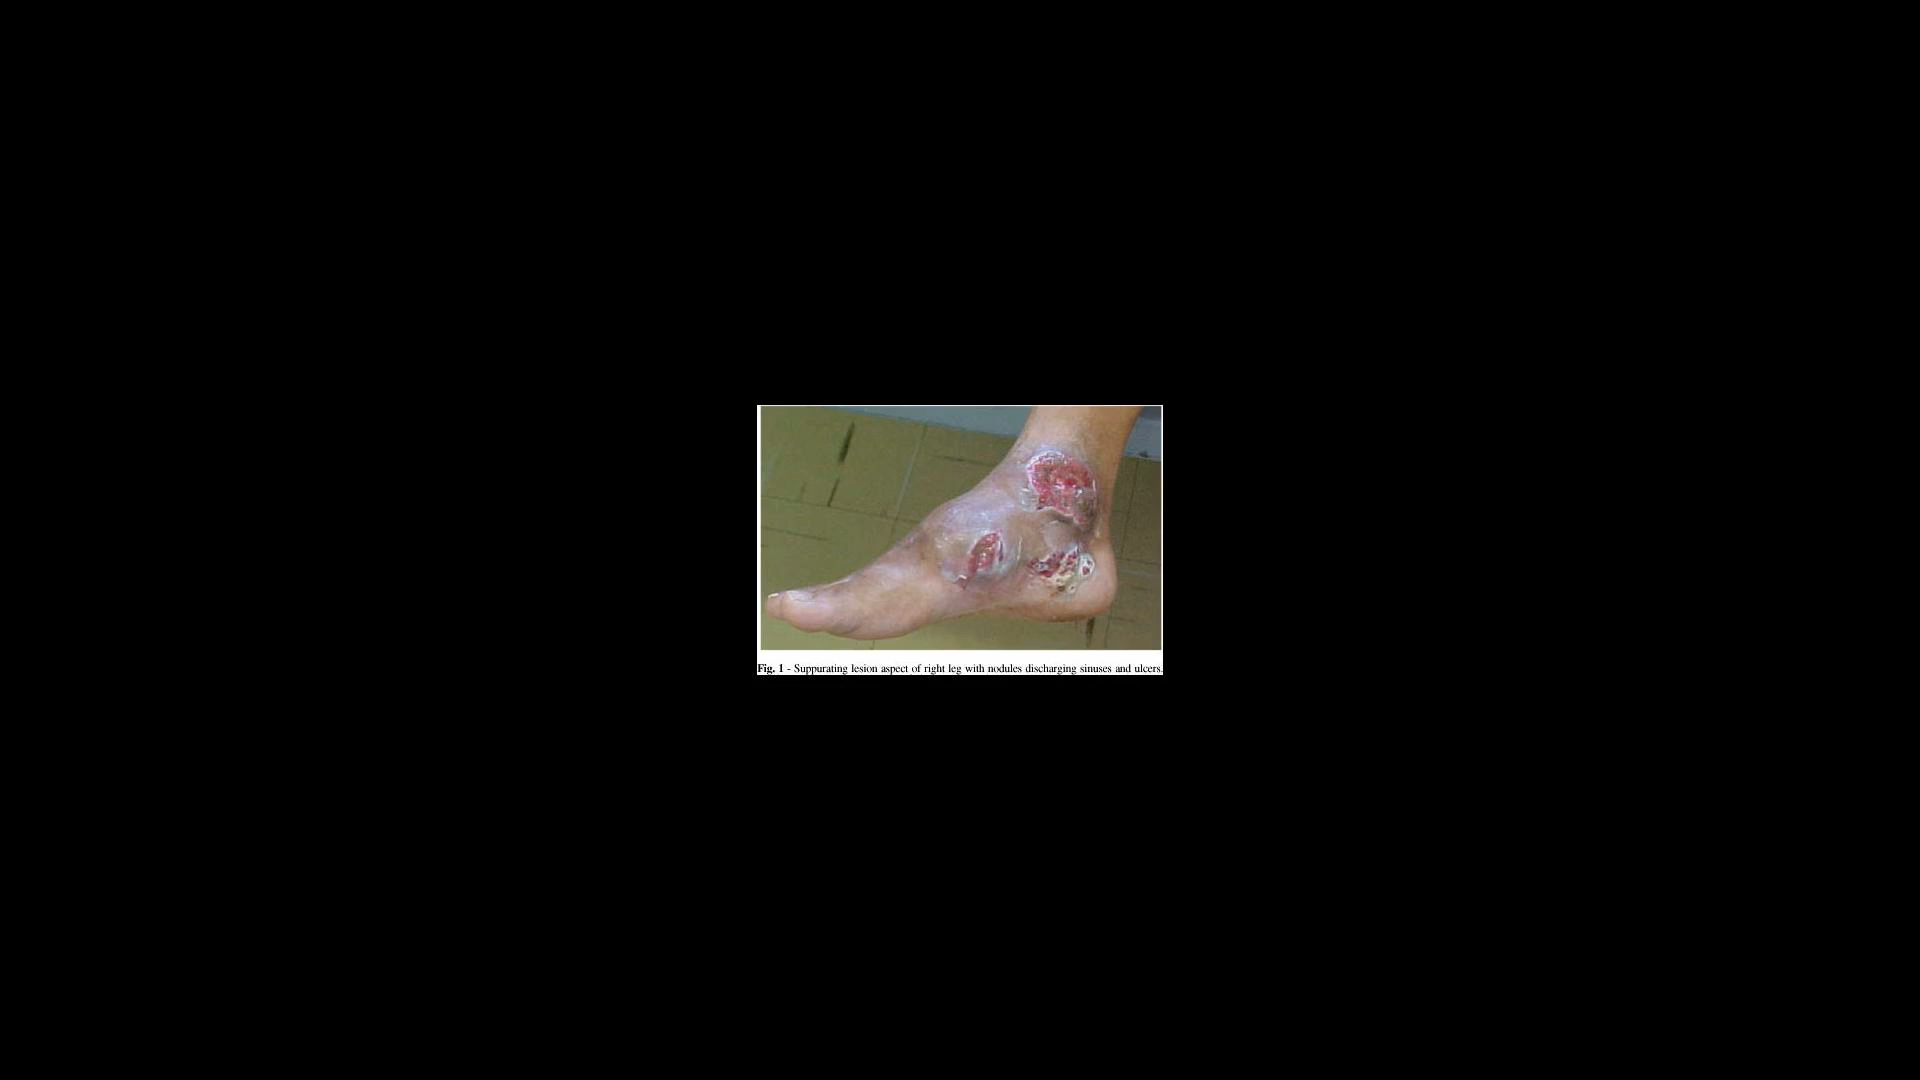 Fig. 1 - Suppurating lesion aspect of right leg with nodules discharging sinuses and ulcers.